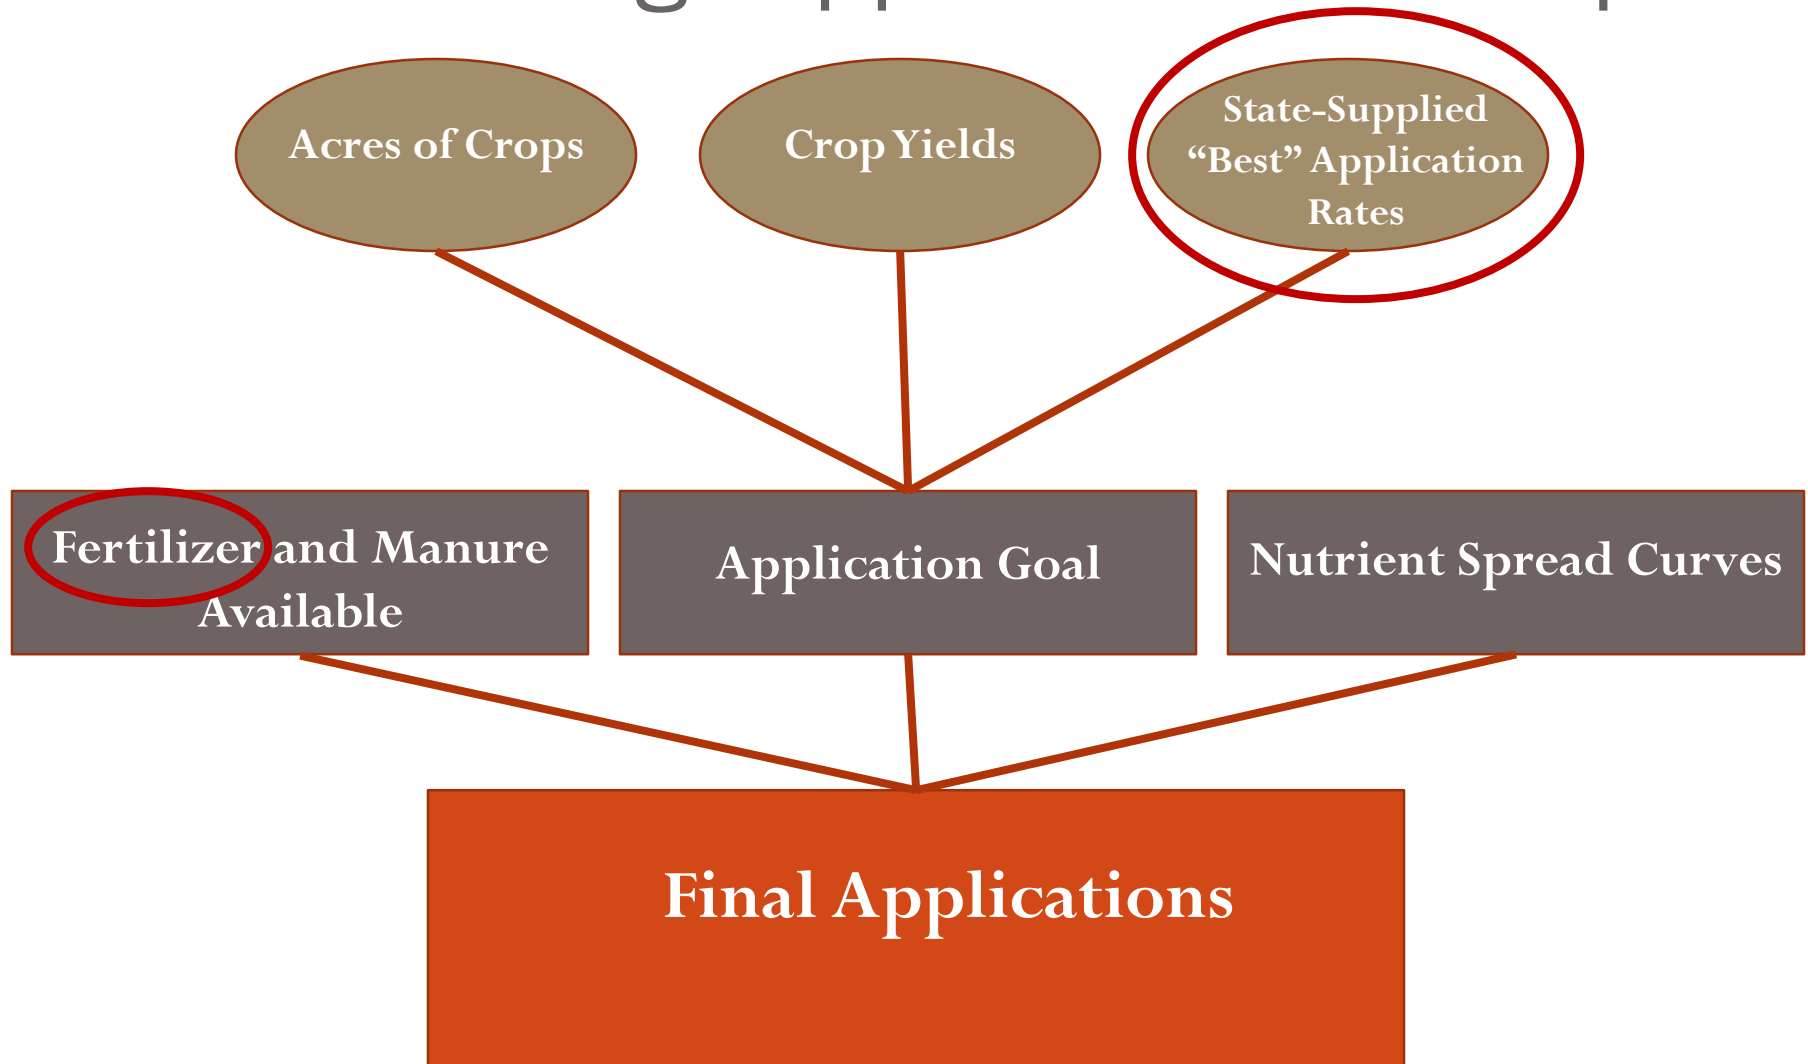 Acres of Crops
Crop Yields
State-Supplied
“Best” Application
Rates
Fertilizer and Manure
Available
Application Goal
Nutrient Spread Curves
Final Applications